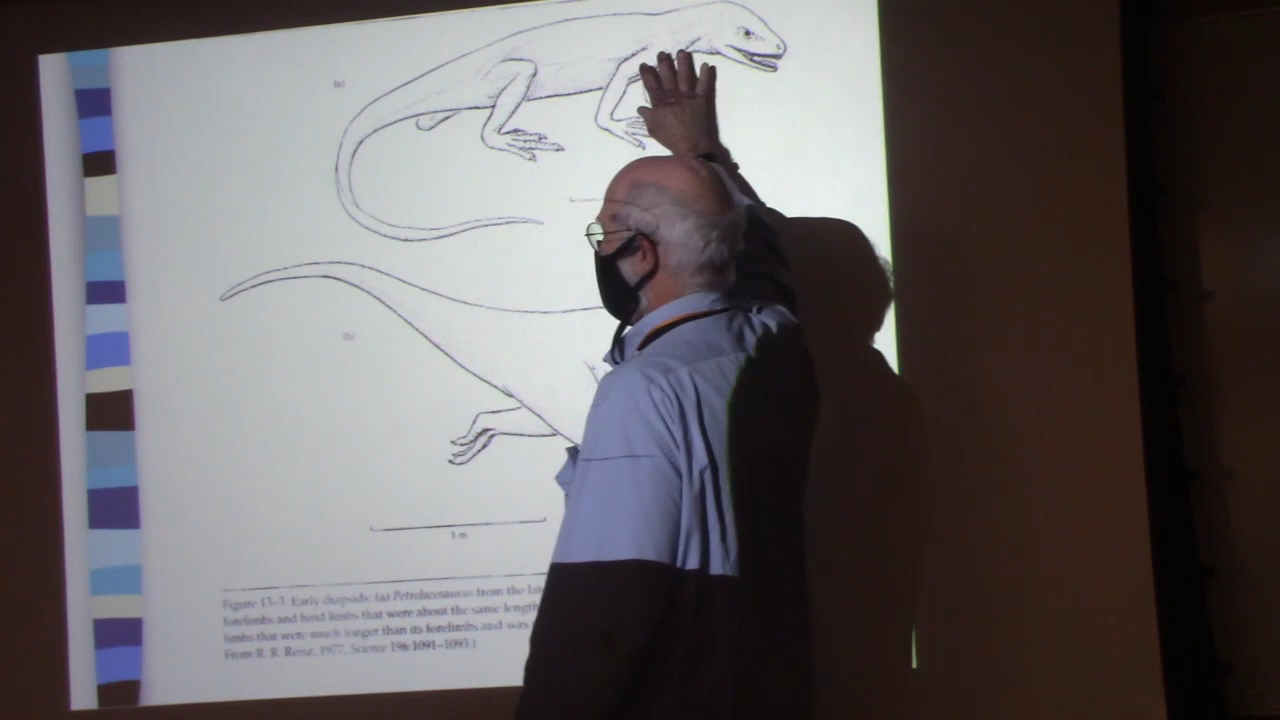 (a)
(b)
1 m
Figure 13-3 Early diapsids: (a) Petrolacosaurus from the late
forelimbs and hind limbs that were about the same length
limbs that were much longer than its forelimbs and was
From R. R. Reisz, 1977, Science 196:1091-1093.)